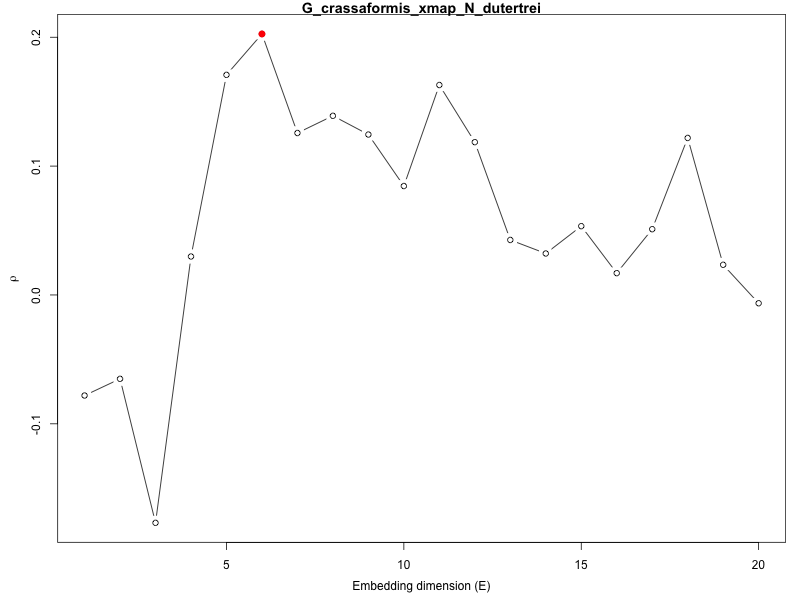 G_crassaformis_xmap_N_dutertrei
0.2
0.1
0.0
-0.1
ρ
5 10 15 20
Embedding dimension (E)